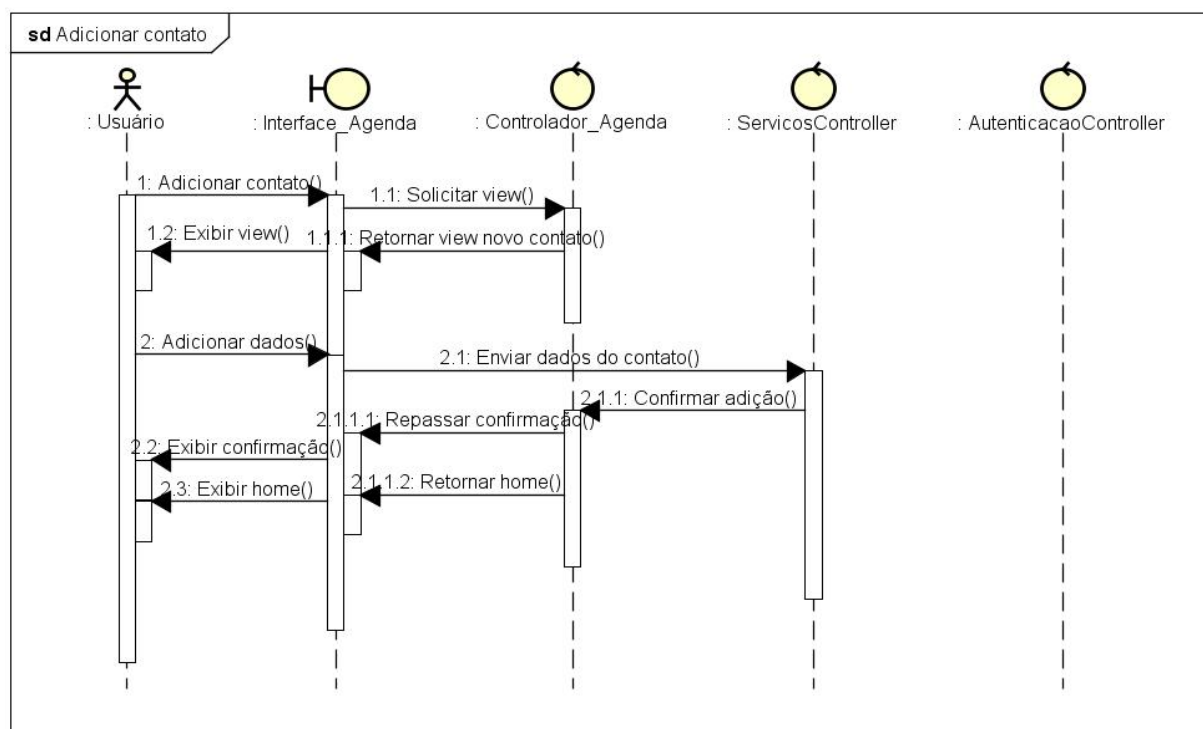 sd Adicionar contato
: Usuário
: Interface_Agenda
: Controlador_Agenda
: ServicosController
: AutenticacaoController
1: Adicionar contato()
1.1: Solicitar view()
1.2: Exibir view()
1.1.1: Retornar view novo contato()
2: Adicionar dados()
2.1: Enviar dados do contato()
2.1.1: Confirmar adição()
2.1.1.1: Repassar confirmação()
2.2: Exibir confirmação()
2.1.1.2: Retornar home()
2.3: Exibir home()